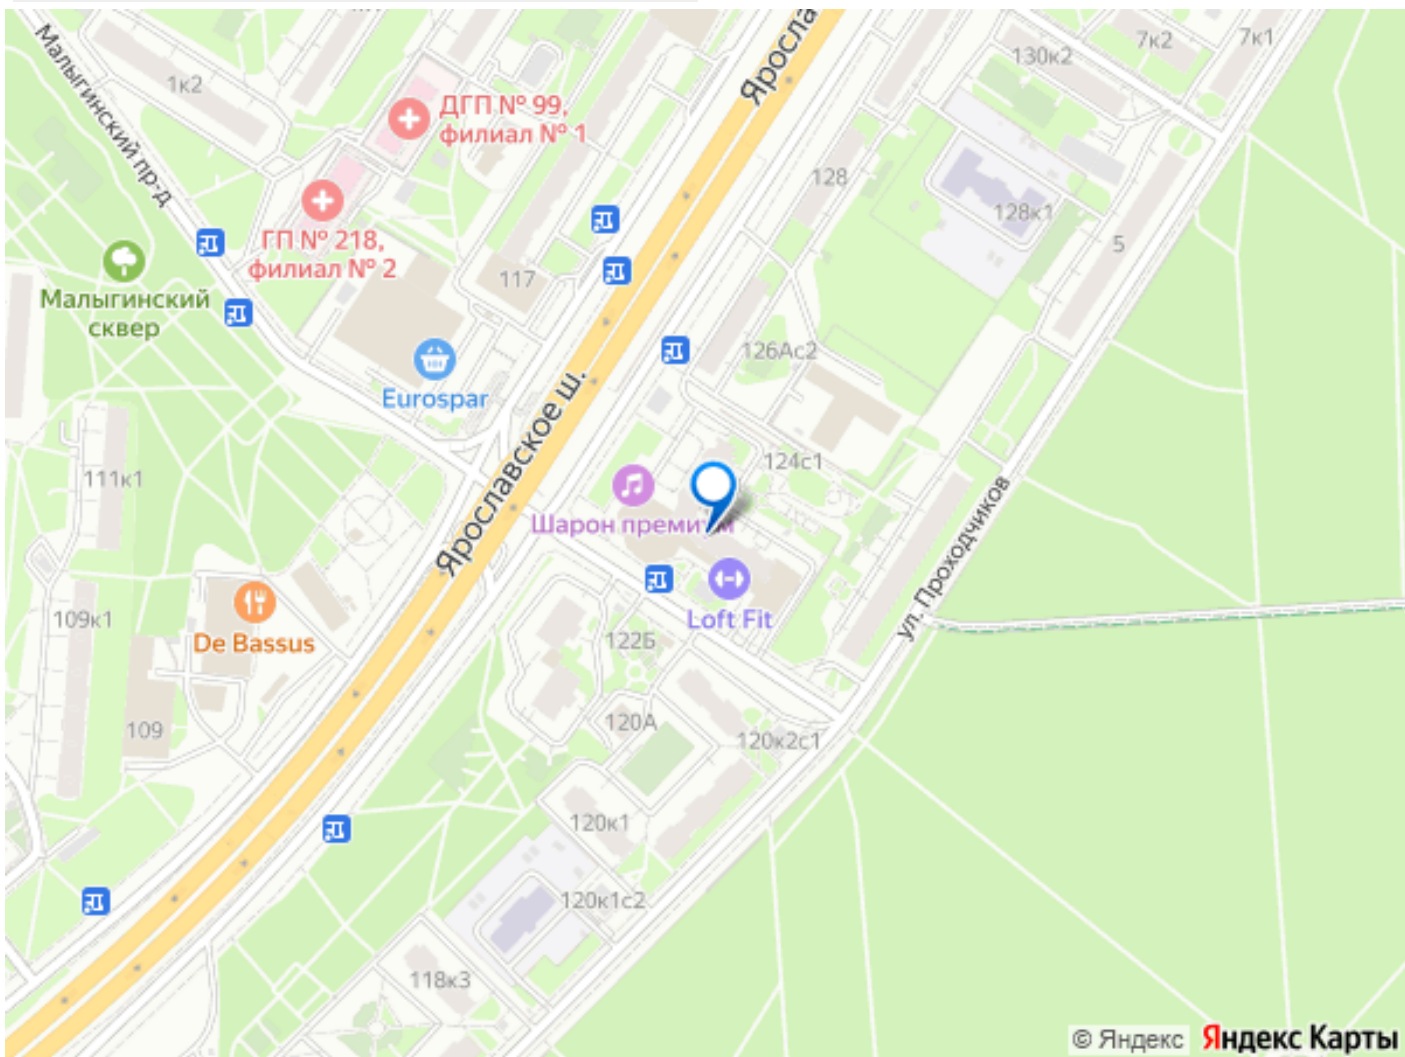 Яросла
Малыгинский пр-д
1к2
ДГП № 99,
филиал № 1
130к2
7к2
7к1
128
128к1
5
ГП № 218,
филиал № 2
117
Малыгинский
сквер
126Ас2
Eurospar
Ярославское ш.
111к1
124с1
Шарон премиум
ул. Проходчиков
Loft Fit
109к1
De Bassus
122Б
109
120А
120к2с1
120к1
120к1с2
118к3
© Яндекс Яндекс Карты